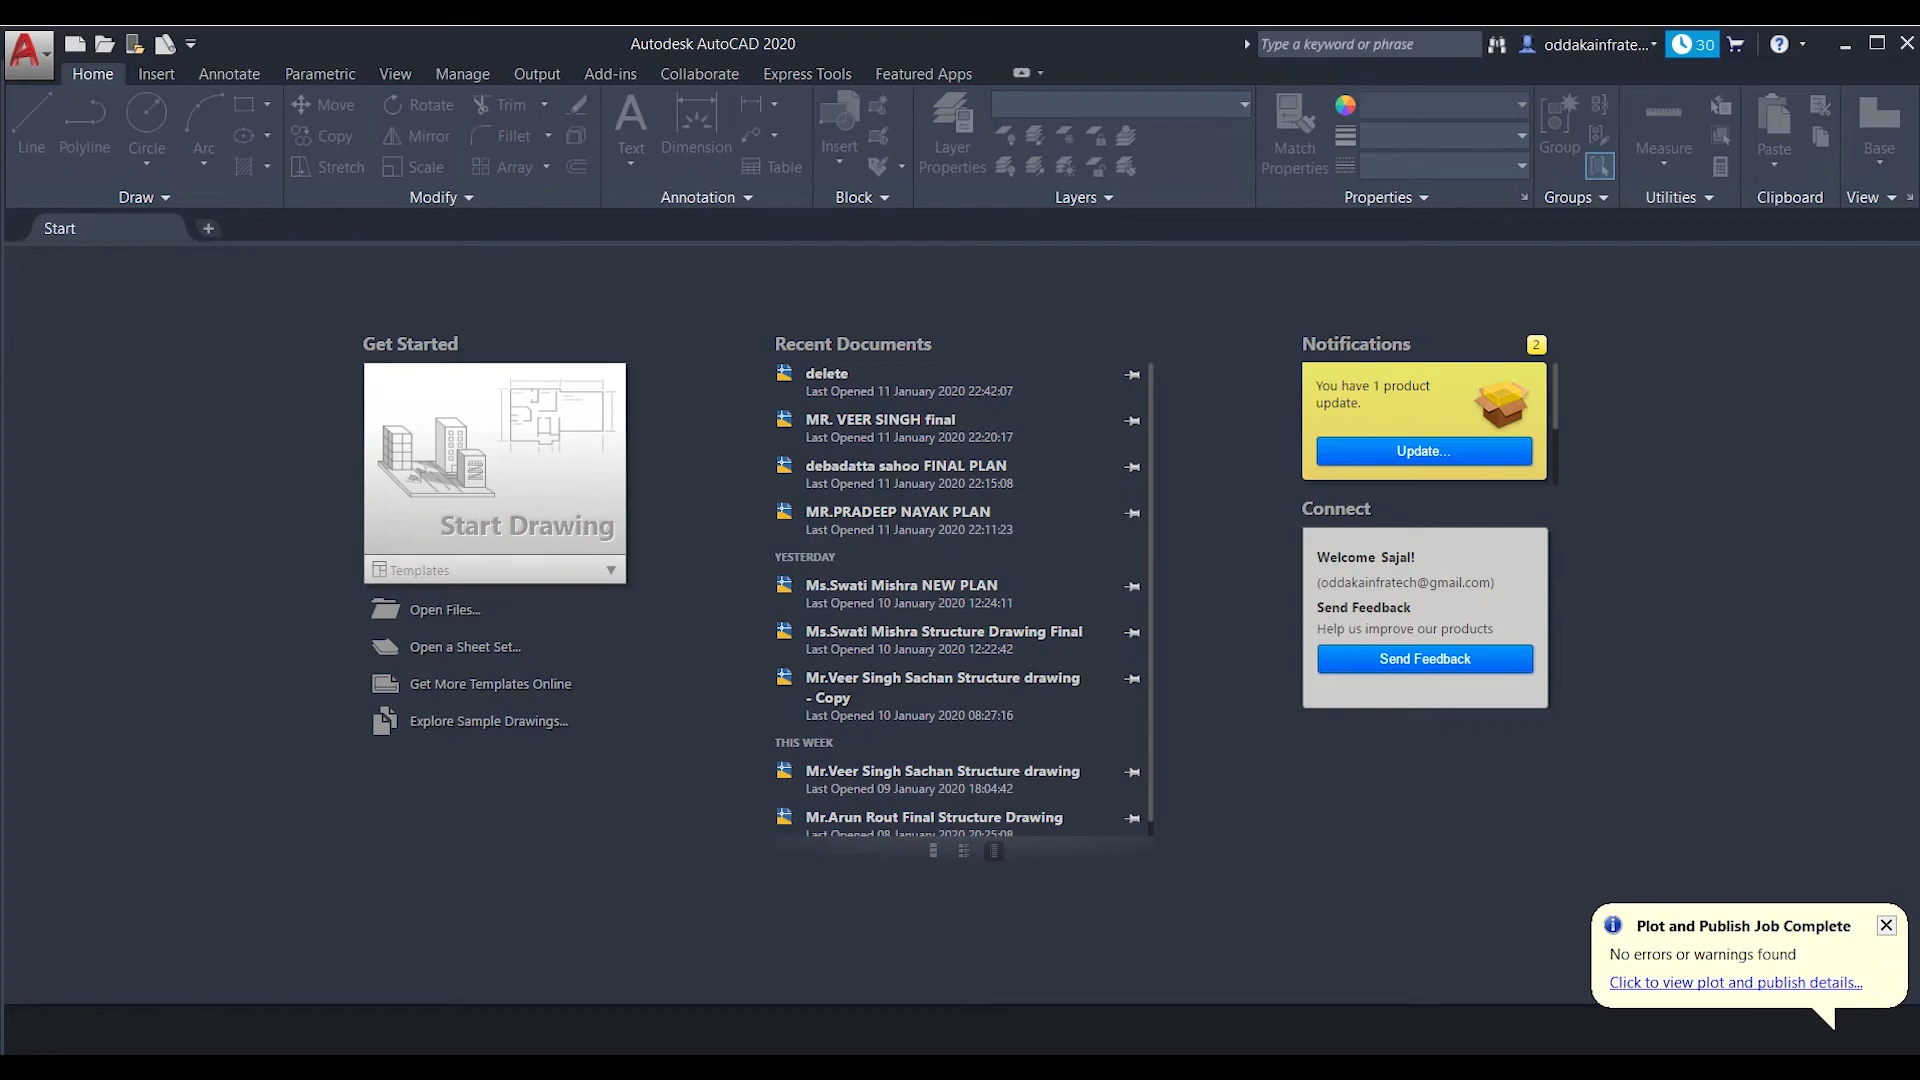 Autodesk AutoCAD 2020
Type a keyword or phrase
oddakainfrate...
30
Home Insert Annotate Parametric View Manage Output Add-ins Collaborate Express Tools Featured Apps
Line Polyline Circle Arc
Move Rotate Trim
Copy Mirror Fillet
Stretch Scale Array
Text Dimension Table
Insert
Layer Properties
Match Properties
Group
Measure
Paste
Base
Draw Modify Annotation Block Layers Properties Groups Utilities Clipboard View
Start
Get Started
Start Drawing
Templates
Open Files...
Open a Sheet Set...
Get More Templates Online
Explore Sample Drawings...
Recent Documents
delete
Last Opened 11 January 2020 22:42:07
MR. VEER SINGH final
Last Opened 11 January 2020 22:20:17
debadatta sahoo FINAL PLAN
Last Opened 11 January 2020 22:15:08
MR.PRADEEP NAYAK PLAN
Last Opened 11 January 2020 22:11:23
YESTERDAY
Ms.Swati Mishra NEW PLAN
Last Opened 10 January 2020 12:24:11
Ms.Swati Mishra Structure Drawing Final
Last Opened 10 January 2020 12:22:42
Mr.Veer Singh Sachan Structure drawing
- Copy
Last Opened 10 January 2020 08:27:16
THIS WEEK
Mr.Veer Singh Sachan Structure drawing
Last Opened 09 January 2020 18:04:42
Mr.Arun Rout Final Structure Drawing
Last Opened 08 January 2020 20:25:08
Notifications
2
You have 1 product
update.
Update...
Connect
Welcome Sajal!
(oddakainfratech@gmail.com)
Send Feedback
Help us improve our products
Send Feedback
Plot and Publish Job Complete
No errors or warnings found
Click to view plot and publish details...